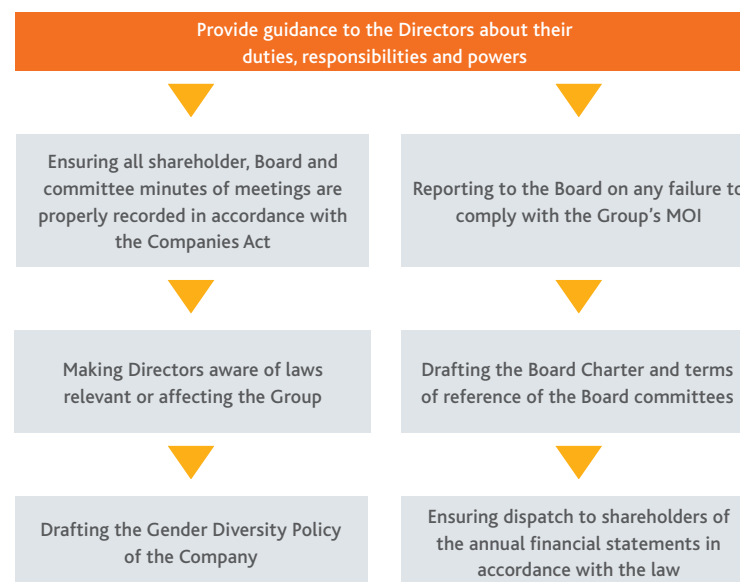 Provide guidance to the Directors about their
duties, responsibilities and powers
Ensuring all shareholder, Board and
committee minutes of meetings are
properly recorded in accordance with
the Companies Act
Reporting to the Board on any failure to
comply with the Group's MOI
Making Directors aware of laws
relevant or affecting the Group
Drafting the Board Charter and terms
of reference of the Board committees
Drafting the Gender Diversity Policy
of the Company
Ensuring dispatch to shareholders of
the annual financial statements in
accordance with the law